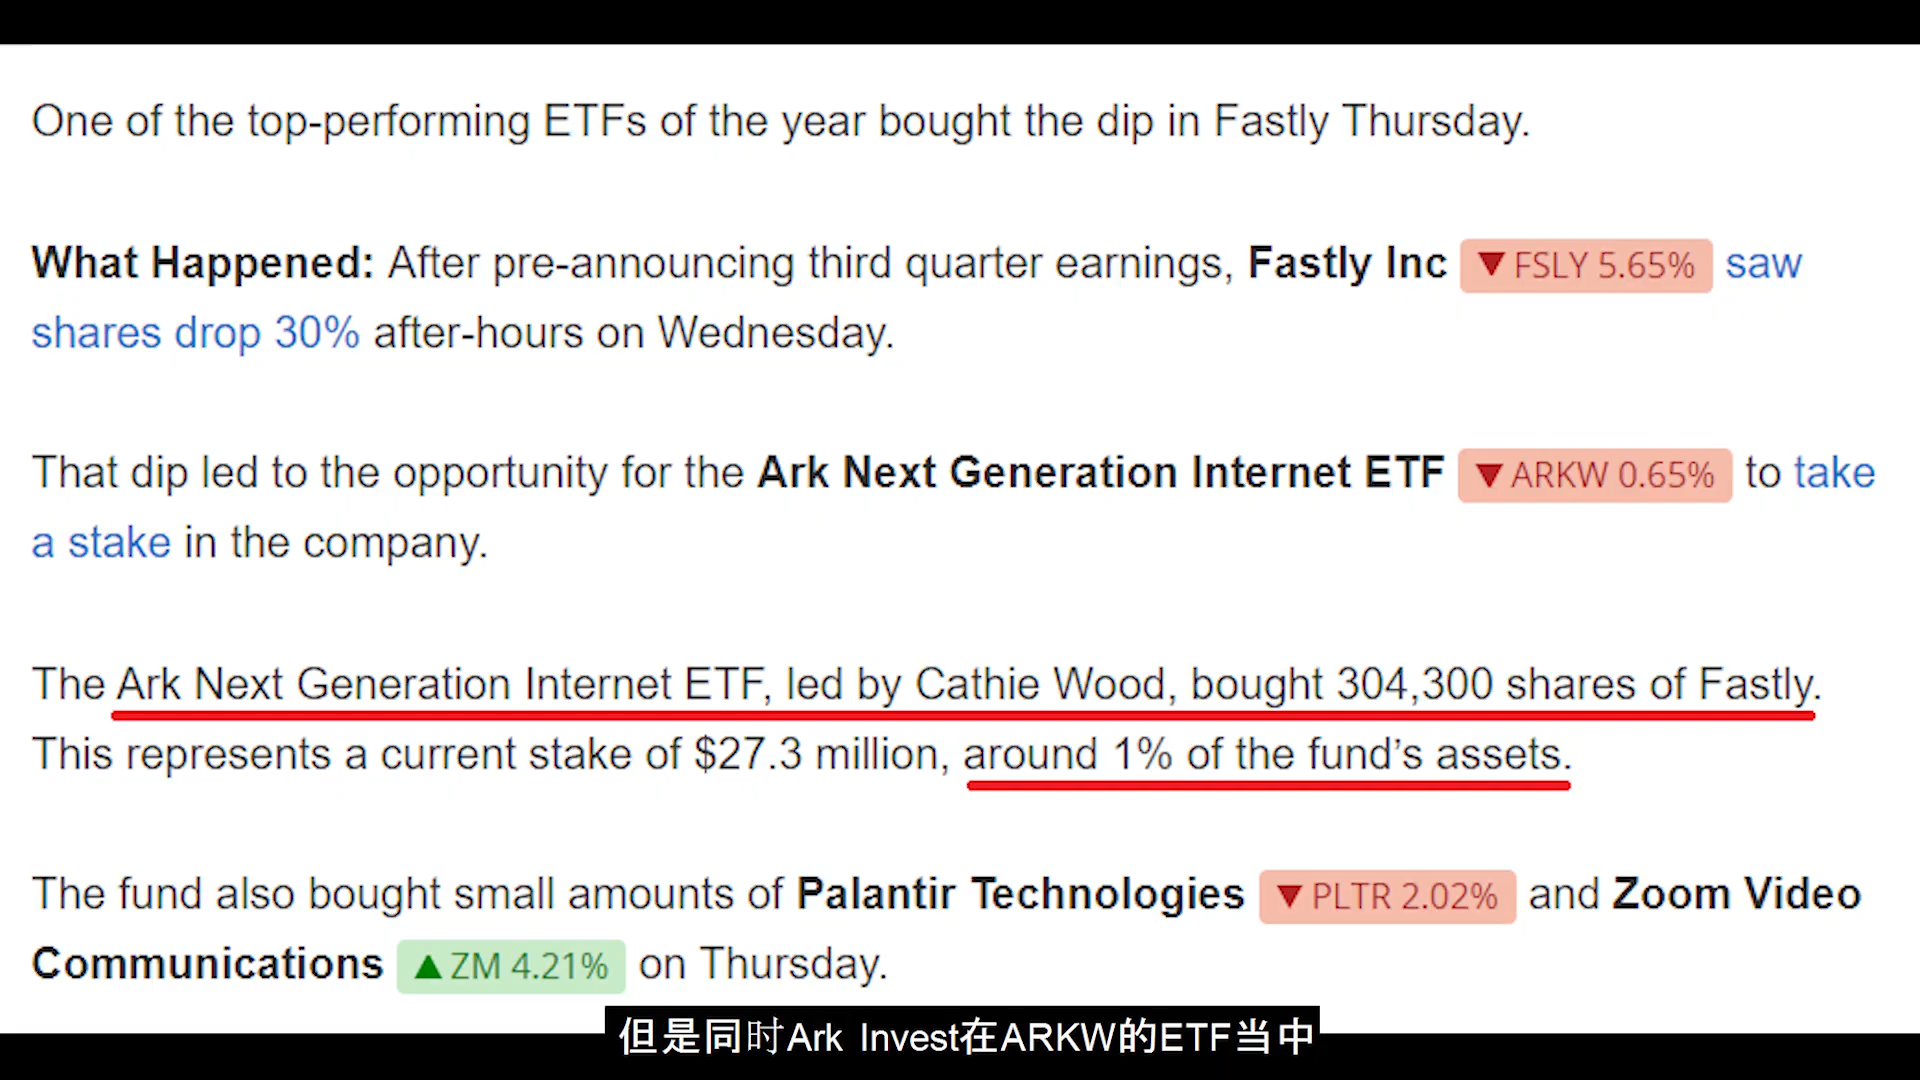 One of the top-performing ETFs of the year bought the dip in Fastly Thursday.
What Happened: After pre-announcing third quarter earnings, Fastly Inc ▼ FSLY 5.65% saw
shares drop 30% after-hours on Wednesday.
That dip led to the opportunity for the Ark Next Generation Internet ETF ▼ ARKW 0.65% to take
a stake in the company.
The Ark Next Generation Internet ETF, led by Cathie Wood, bought 304,300 shares of Fastly.
This represents a current stake of $27.3 million, around 1% of the fund’s assets.
The fund also bought small amounts of Palantir Technologies ▼ PLTR 2.02% and Zoom Video
Communications ▲ ZM 4.21% on Thursday.
但是同时Ark Invest在ARKW的ETF当中